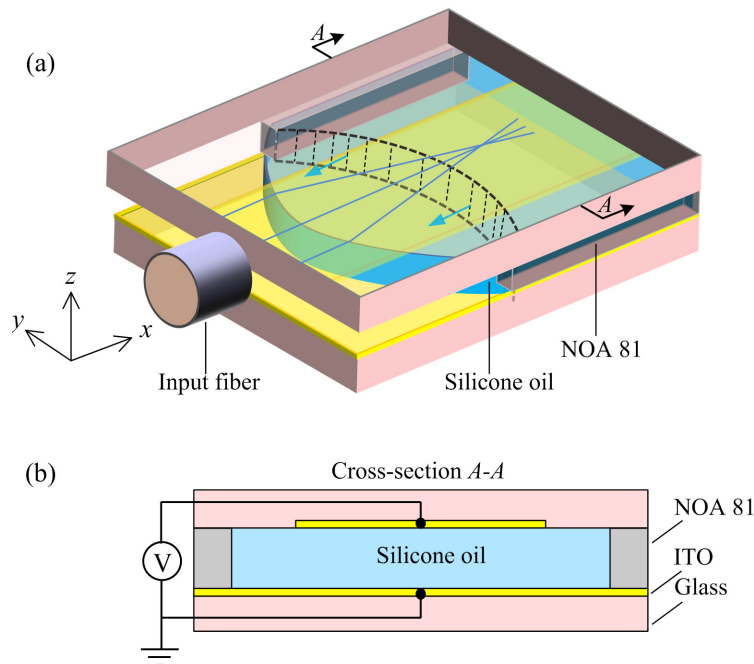 (a)
A
A
z
y
x
Input fiber
Silicone oil
NOA 81
(b)
Cross-section A-A
NOA 81
V
Silicone oil
ITO
Glass